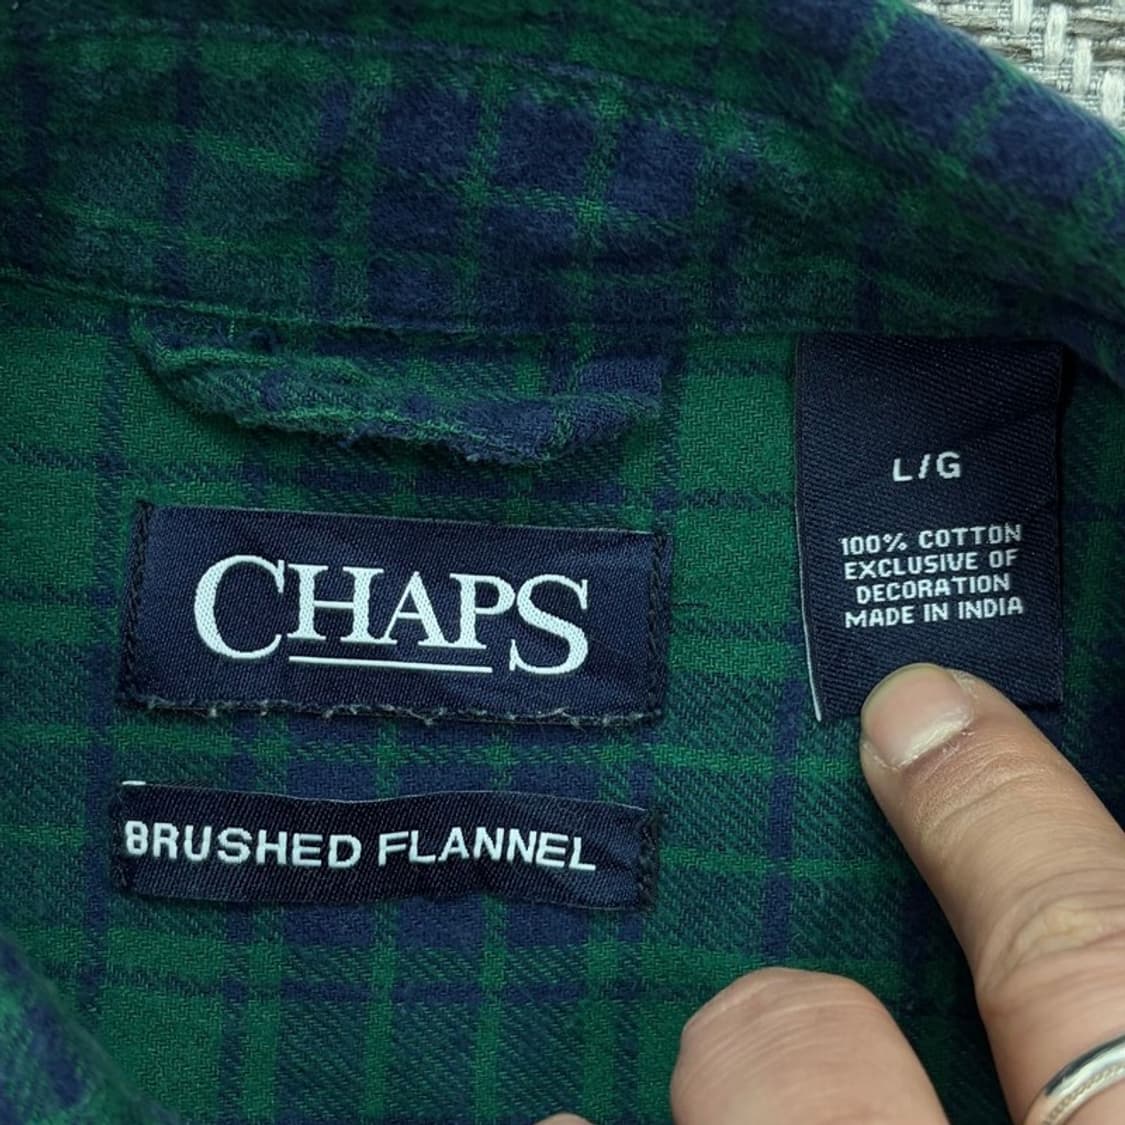 CHAPS
BRUSHED FLANNEL
L/G
100% COTTON
EXCLUSIVE OF
DECORATION
MADE IN INDIA